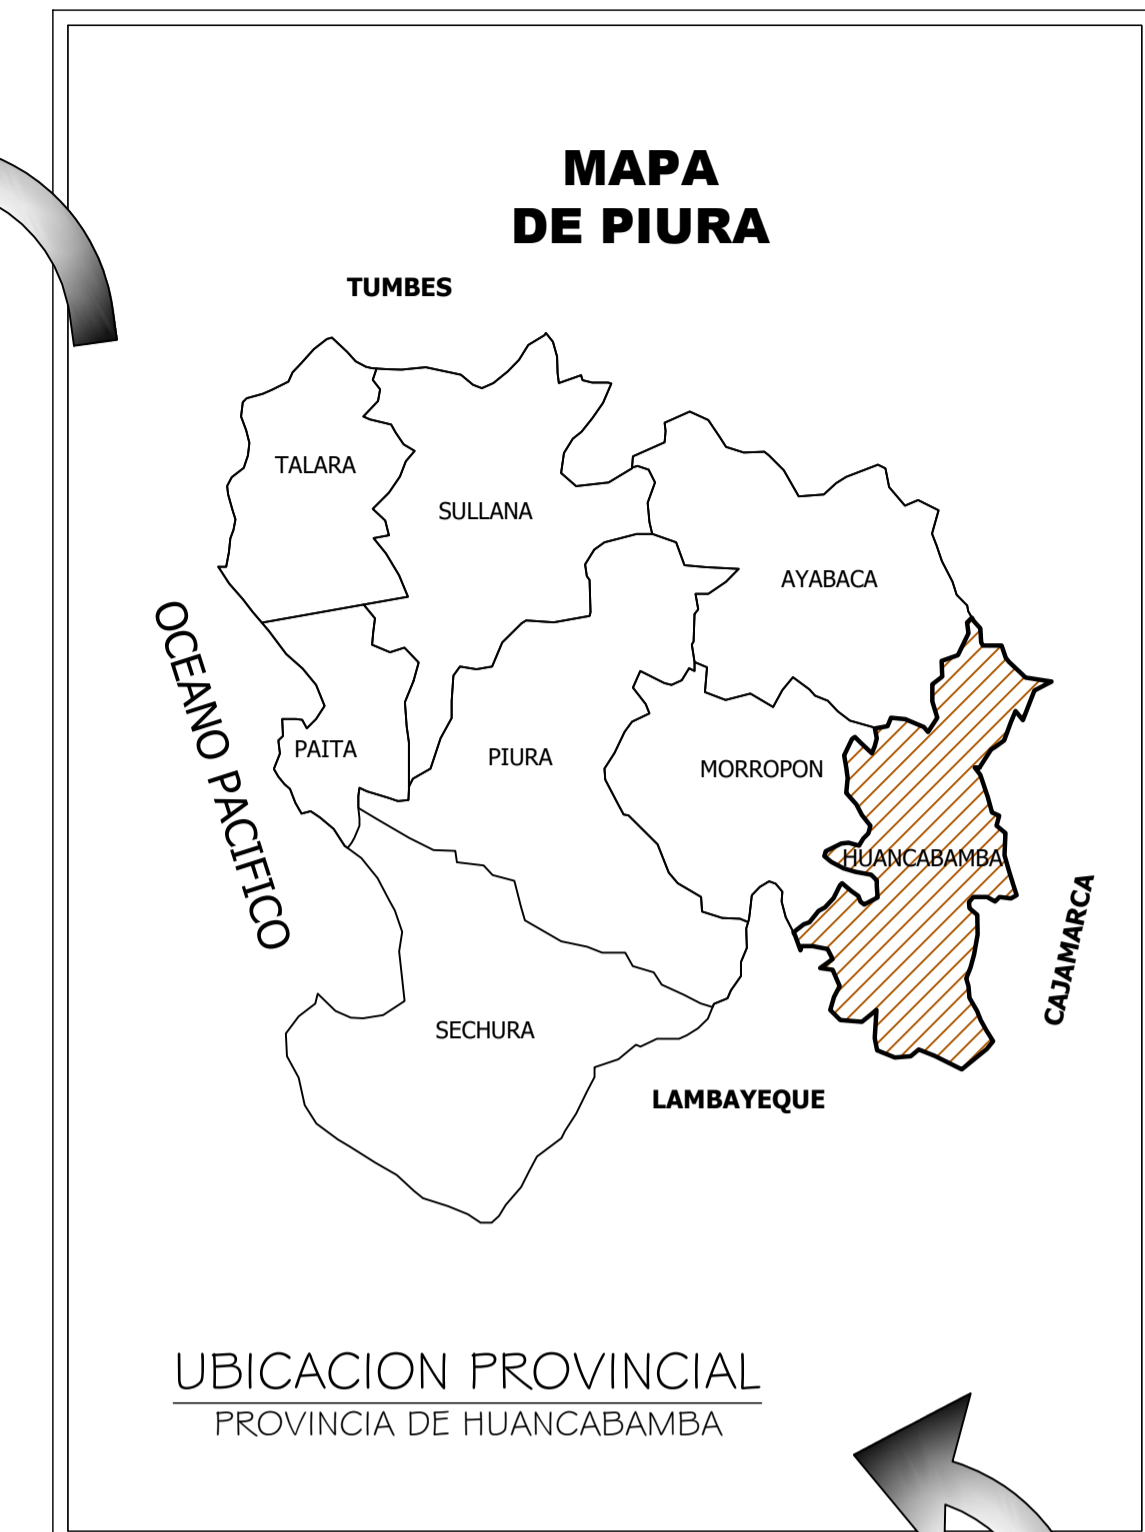 MAPA
DE PIURA
TUMBES
TALARA
SULLANA
AYABACA
OCEANO PACIFICO
PAITA
PIURA
MORROPON
HUANCABAMBA
CAJAMARCA
SECHURA
LAMBAYEQUE
UBICACION PROVINCIAL
PROVINCIA DE HUANCABAMBA